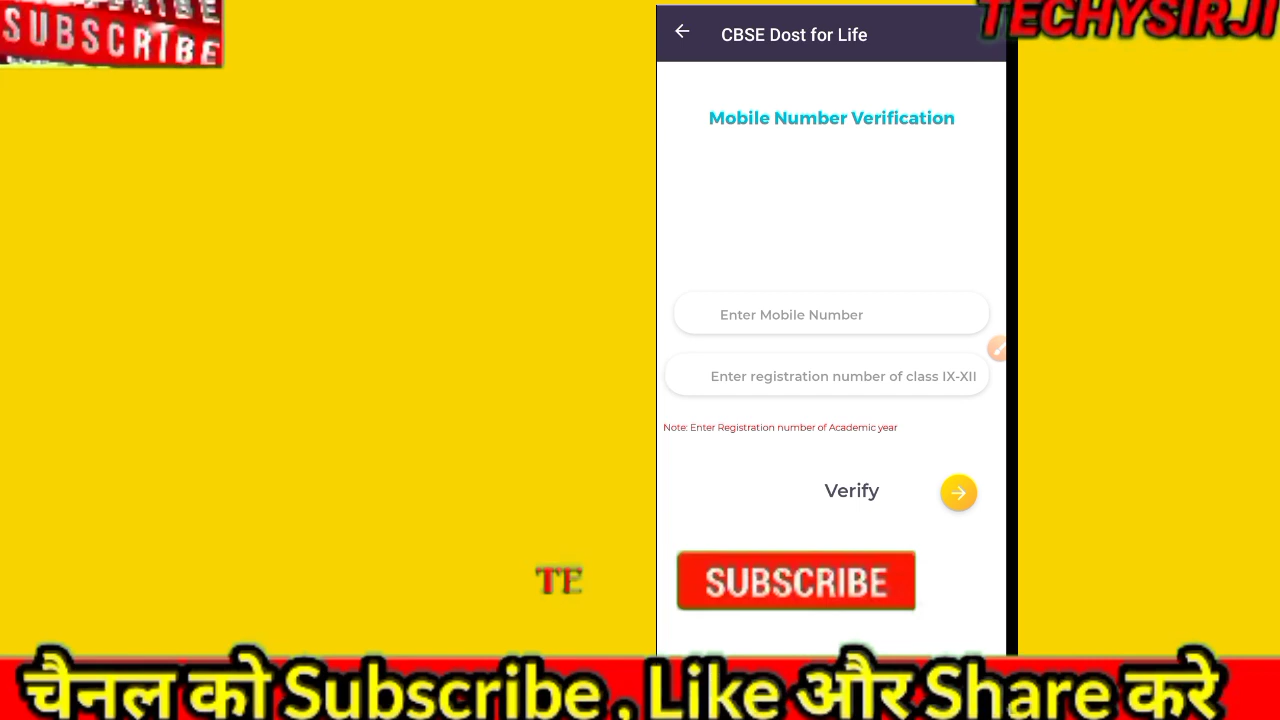 SUBSCRIBE
TECHYSIRJI
CBSE Dost for Life
Mobile Number Verification
Enter Mobile Number
Enter registration number of class IX-XII
Note: Enter Registration number of Academic year
Verify
TE
SUBSCRIBE
चैनल को Subscribe , Like और Share करे